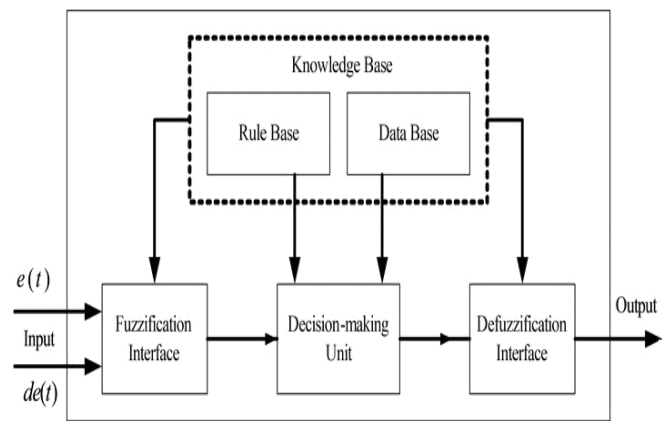 Knowledge Base
Rule Base
Data Base
e(t)
Input
de(t)
Fuzzification
Interface
Decision-making
Unit
Defuzzification
Interface
Output